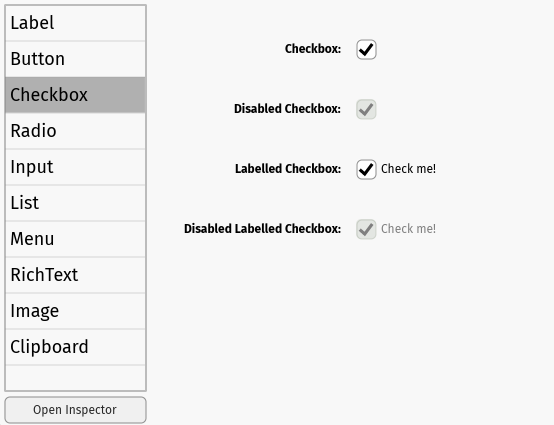 Label
Button
Checkbox
Radio
Input
List
Menu
RichText
Image
Clipboard
Open Inspector
Checkbox:
Disabled Checkbox:
Labelled Checkbox: Check me!
Disabled Labelled Checkbox: Check me!